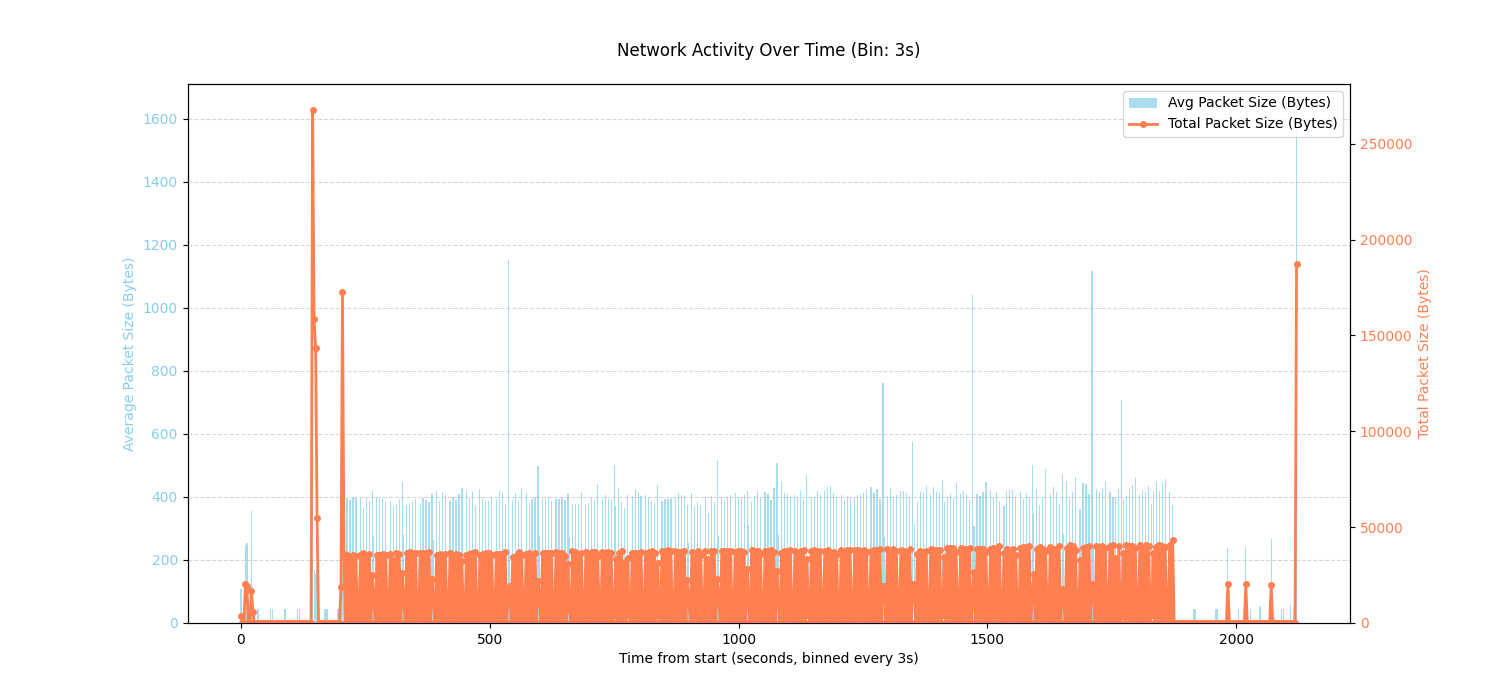 Network Activity Over Time (Bin: 3s)
Avg Packet Size (Bytes)
Total Packet Size (Bytes)
1600
1400
1200
1000
800
600
400
200
0
Average Packet Size (Bytes)
250000
200000
150000
100000
50000
0
Total Packet Size (Bytes)
0 500 1000 1500 2000
Time from start (seconds, binned every 3s)